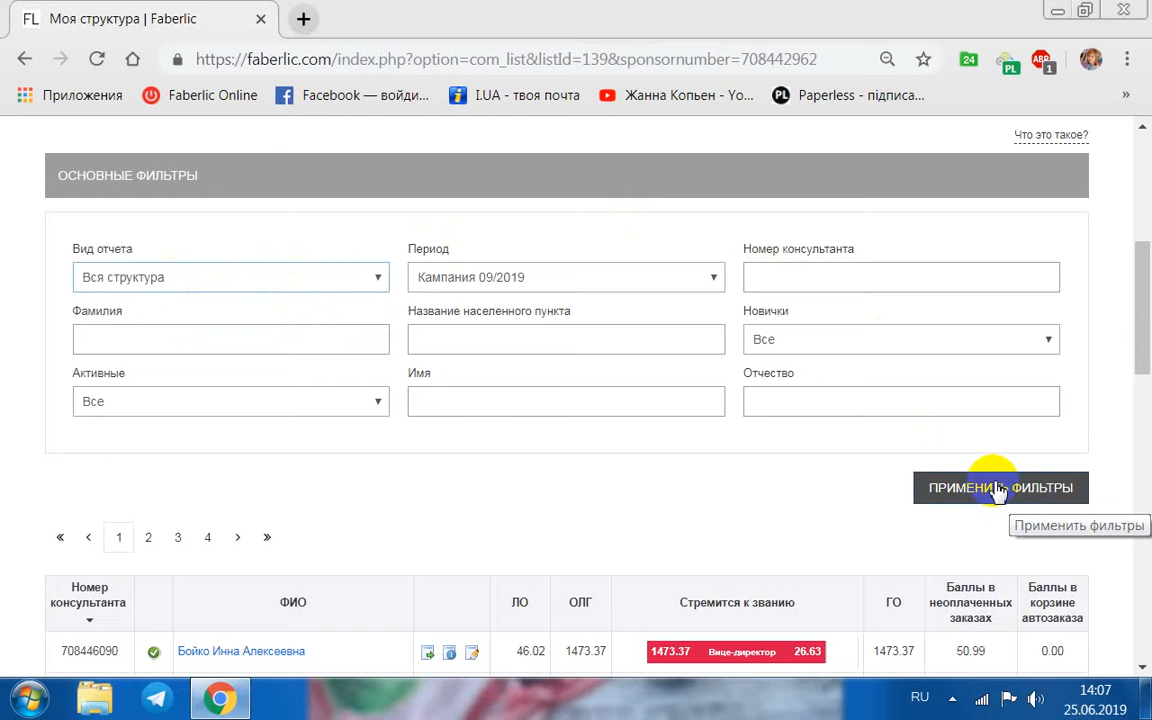 FL Моя структура | Faberlic
https://faberlic.com/index.php?option=com_list&listId=139&sponsornumber=708442962
24
PL
ABP
1
Приложения
Faberlic Online
Facebook — войди...
I.UA - твоя почта
Жанна Копьен - Yo...
PL Paperless - підписа...
»
Что это такое?
ОСНОВНЫЕ ФИЛЬТРЫ
Вид отчета
Период
Номер консультанта
Вся структура
Кампания 09/2019
Фамилия
Название населенного пункта
Новички
Все
Активные
Имя
Отчество
Все
ПРИМЕНИТЬ ФИЛЬТРЫ
Применить фильтры
« ‹ 1 2 3 4 › »
Номер консультанта ФИО ЛО ОЛГ Стремится к званию ГО Баллы в неоплаченных заказах Баллы в корзине автозаказа
708446090 Бойко Инна Алексеевна 46.02 1473.37 1473.37 Вице-директор 26.63 1473.37 50.99 0.00
RU
14:07
25.06.2019